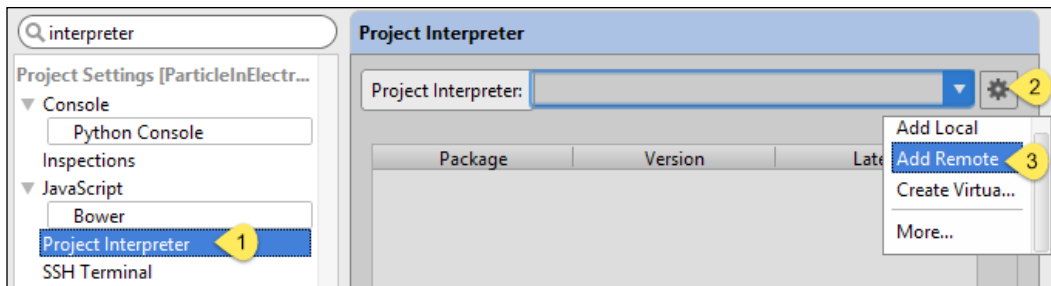 interpreter
Project Settings [ParticleInElectr...
Console
Python Console
Inspections
JavaScript
Bower
Project Interpreter
1
SSH Terminal
Project Interpreter
Project Interpreter:
2
Package
Version
Late
Add Local
Add Remote
3
Create Virtua...
More...